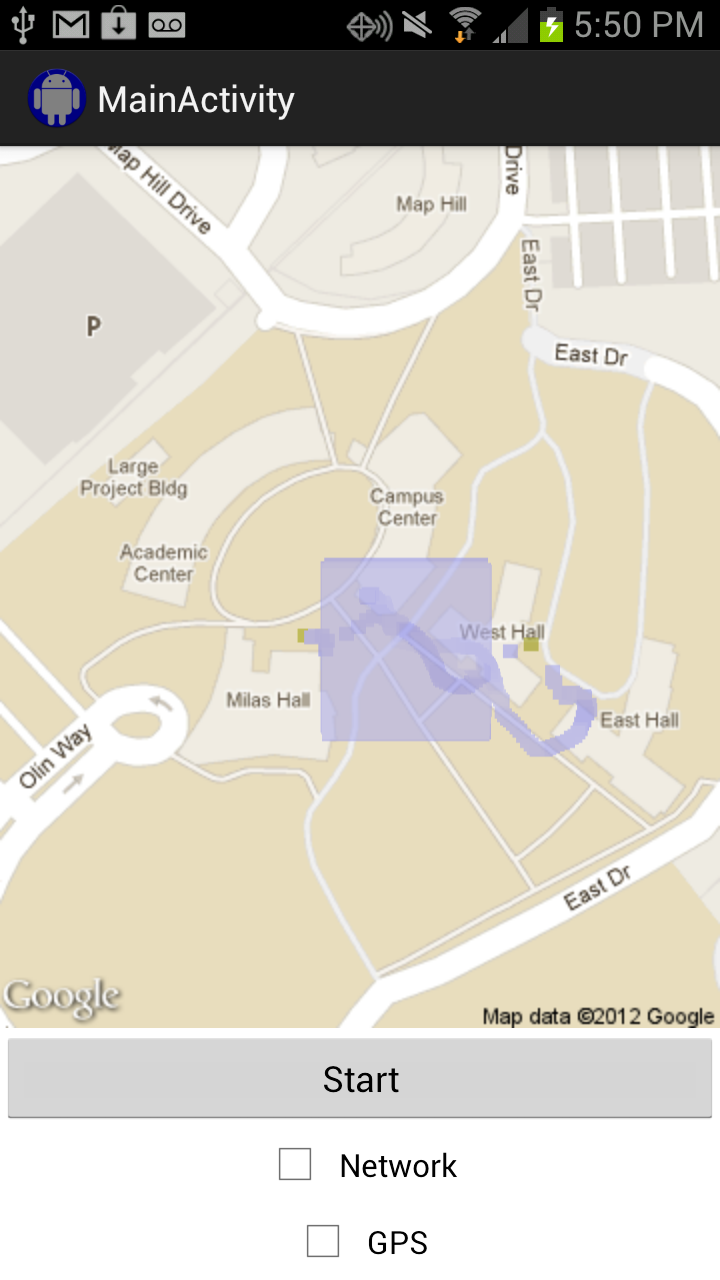 5:50 PM
MainActivity
Map Hill Drive
Drive
Map Hill
East Dr
P
East Dr
Large
Project Bldg
Campus
Center
Academic
Center
West Hall
Milas Hall
East Hall
Olin Way
East Dr
Google
Map data ©2012 Google
Start
Network
GPS